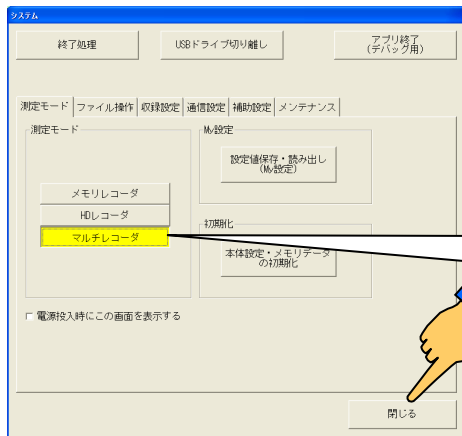 システム
終了処理
USBドライブ切り離し
アプリ終了
(デバッグ用)
測定モード ファイル操作 収録設定 通信設定 補助設定 メンテナンス
測定モード
My設定
設定値保存・読み出し
(My設定)
メモリレコーダ
HDレコーダ
マルチレコーダ
初期化
本体設定・メモリデータ
の初期化
電源投入時にこの画面を表示する
閉じる